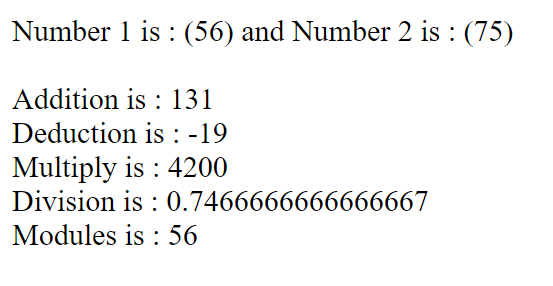 Number 1 is : (56) and Number 2 is : (75)
Addition is : 131
Deduction is : -19
Multiply is : 4200
Division is : 0.7466666666666667
Modules is : 56